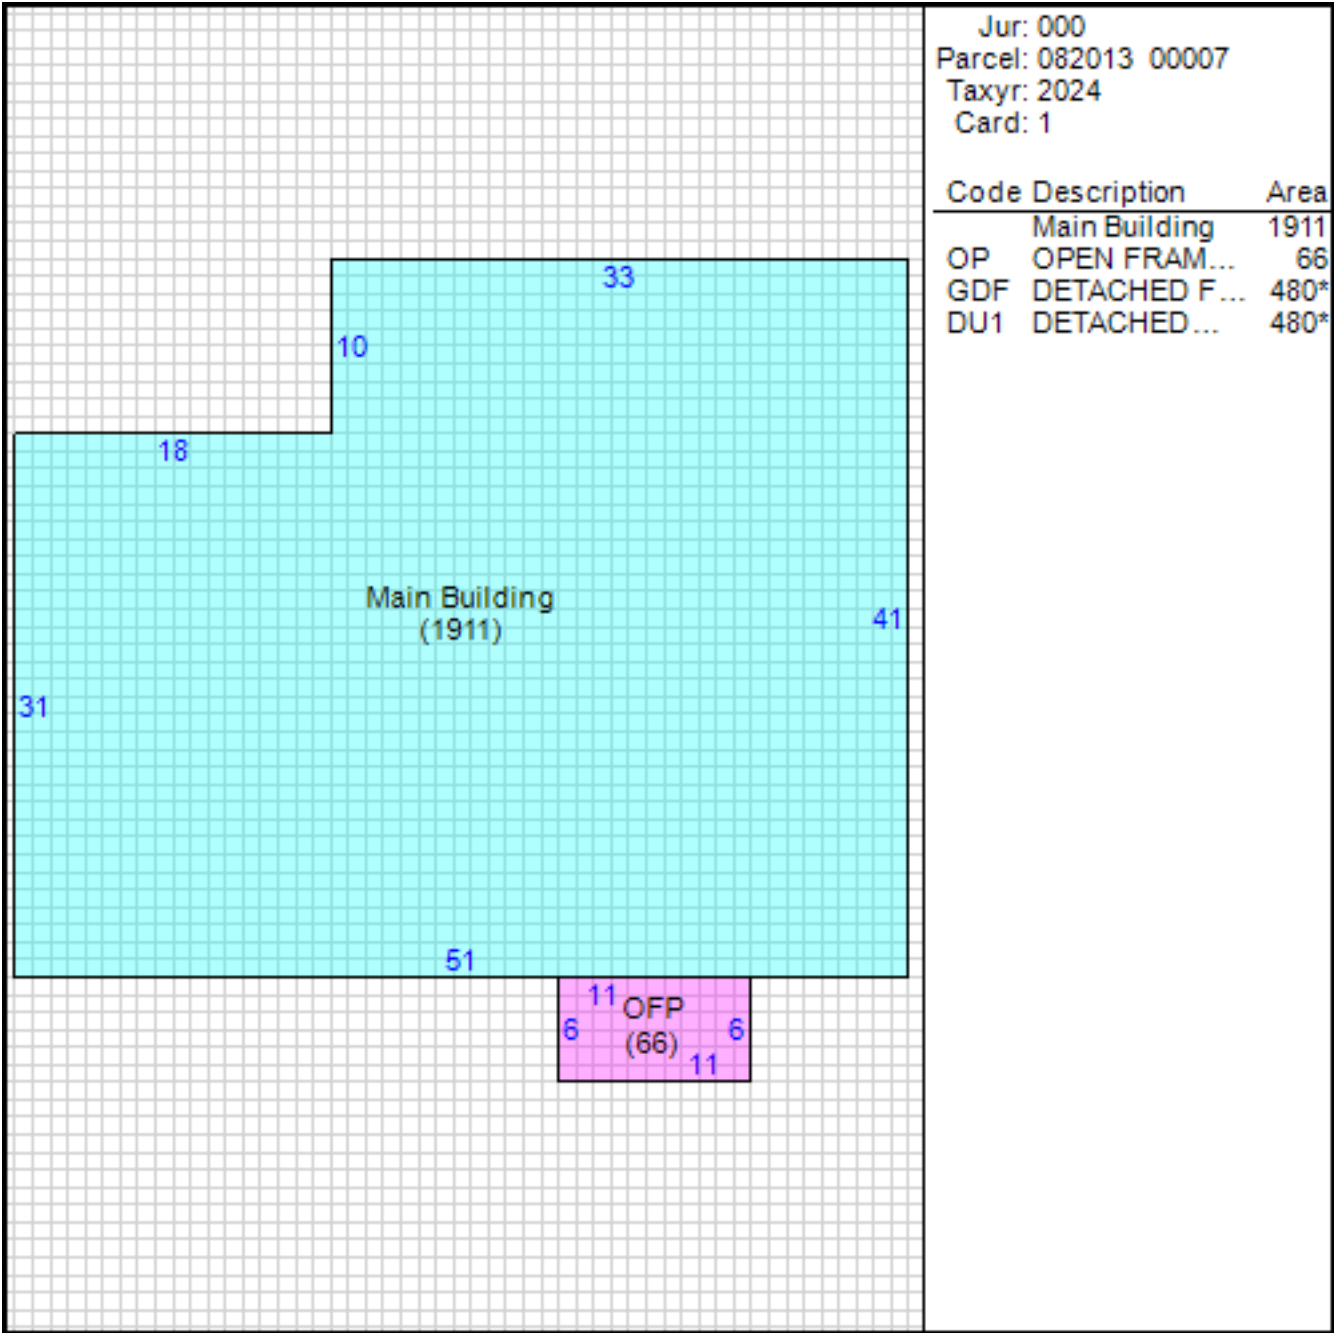 Jur: 000
Parcel: 082013 00007
Taxyr: 2024
Card: 1
Code Description Area
Main Building 1911
OP OPEN FRAM... 66
GDF DETACHED F... 480*
DU1 DETACHED... 480*
33
10
18
Main Building
(1911)
41
31
51
11
OFP
6
(66)
6
11